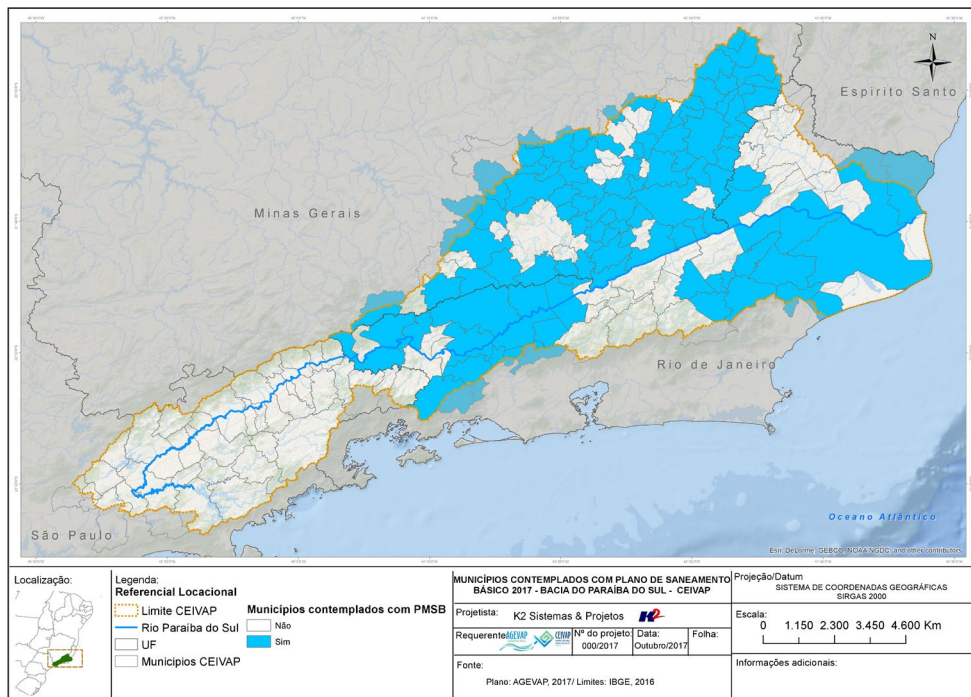 N
Espirito Santo
Minas Gerais
Rio de Janeiro
São Paulo
Oceano Atlântico
Esri, DeLorme, GEBCO, NOAA NGDC, and other contributors
Localização:
Legenda:
Referencial Locacional
Limite CEIVAP
Rio Paraíba do Sul
UF
Municipios CEIVAP
Municipios contemplados com PMSB
Não
Sim
MUNICÍPIOS CONTEMPLADOS COM PLANO DE SANEAMENTO
BÁSICO 2017 - BACIA DO PARAÍBA DO SUL - CEIVAP
Projetista: K2 Sistemas & Projetos K2
Requerente: AGEVAP CEIVAP
Nº do projeto: 000/2017
Data: Outubro/2017
Folha:
Fonte:
Plano: AGEVAP, 2017/ Limites: IBGE, 2016
Projeção/Datum
SISTEMA DE COORDENADAS GEOGRÁFICAS
SIRGAS 2000
Escala:
0 1.150 2.300 3.450 4.600 Km
Informações adicionais: